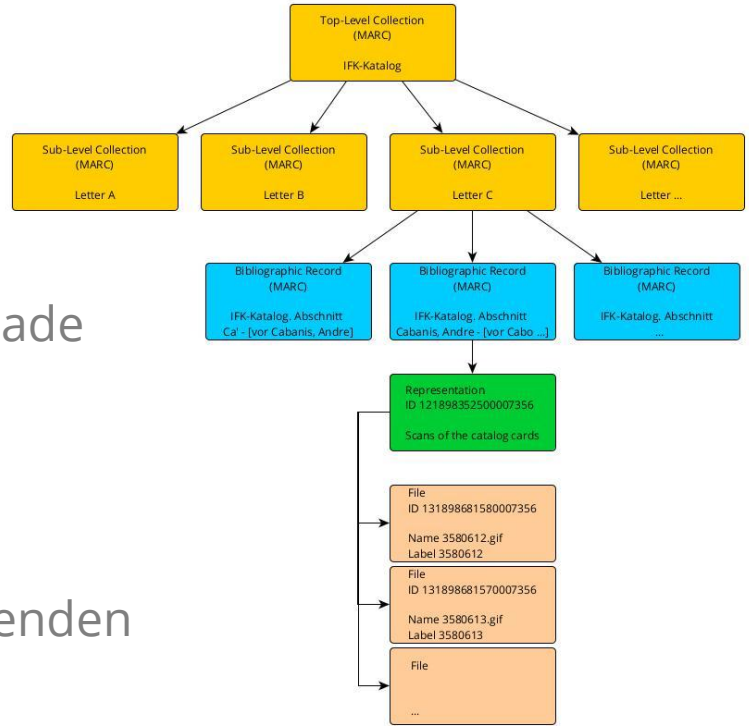 Top-Level Collection
(MARC)
IFK-Katalog
Sub-Level Collection
(MARC)
Letter A
Sub-Level Collection
(MARC)
Letter B
Sub-Level Collection
(MARC)
Letter C
Sub-Level Collection
(MARC)
Letter ...
Bibliographic Record
(MARC)
IFK-Katalog. Abschnitt
Ca' - [vor Cabanis, Andre]
Bibliographic Record
(MARC)
IFK-Katalog. Abschnitt
Cabanis, Andre - [vor Cabo ...]
Bibliographic Record
(MARC)
IFK-Katalog. Abschnitt
...
ade
Representation
ID 121898352500007356
Scans of the catalog cards
File
ID 131898681580007356
Name 3580612.gif
Label 3580612
File
ID 131898681570007356
Name 3580613.gif
Label 3580613
enden
File
...